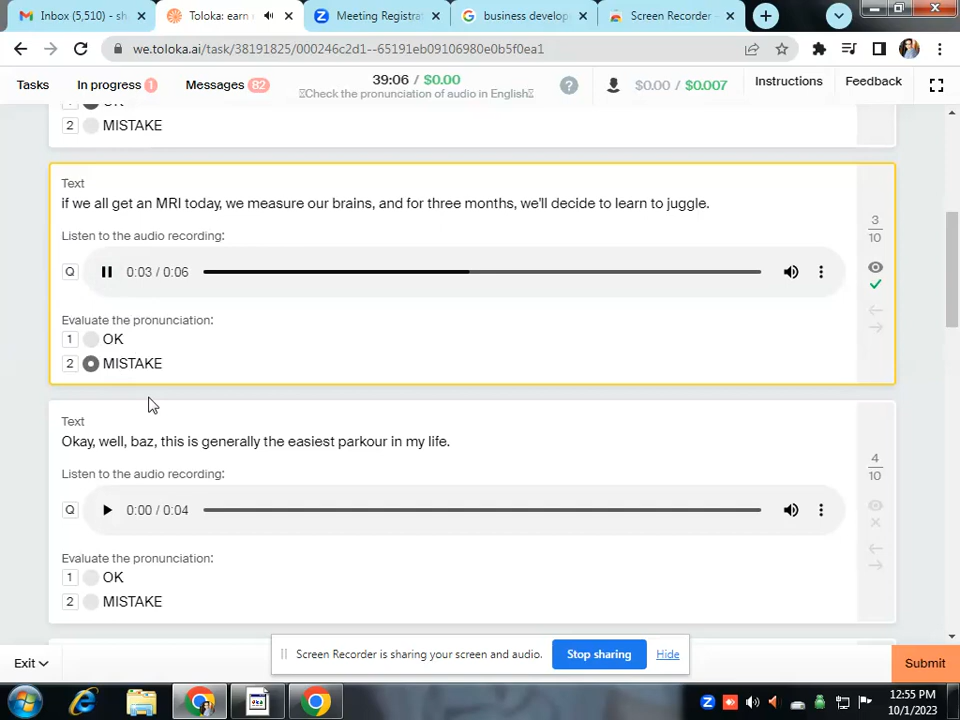 Inbox (5,510) - sh
Toloka: earn
Meeting Registra
business develop
Screen Recorder -
we.toloka.ai/task/38191825/000246c2d1--65191eb09106980e0b5f0ea1
Tasks
In progress 1
Messages 82
39:06 / $0.00
Check the pronunciation of audio in English
$0.00 / $0.007
Instructions
Feedback
2 MISTAKE
Text
if we all get an MRI today, we measure our brains, and for three months, we'll decide to learn to juggle.
Listen to the audio recording:
Q 0:03 / 0:06
Evaluate the pronunciation:
1 OK
2 MISTAKE
3
10
Text
Okay, well, baz, this is generally the easiest parkour in my life.
Listen to the audio recording:
Q 0:00 / 0:04
Evaluate the pronunciation:
1 OK
2 MISTAKE
4
10
Exit
Screen Recorder is sharing your screen and audio.
Stop sharing
Hide
Submit
12:55 PM
10/1/2023